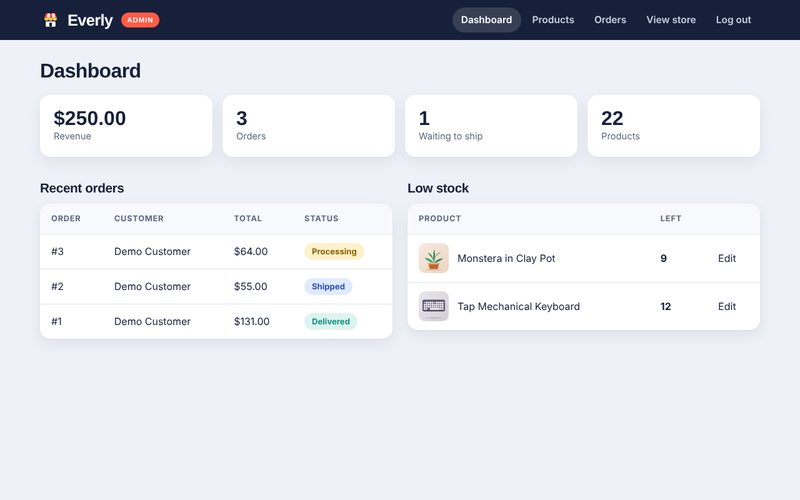 Everly ADMIN Dashboard Products Orders View store Log out
Dashboard
$250.00 3 1 22
Revenue Orders Waiting to ship Products
Recent orders
ORDER CUSTOMER TOTAL STATUS
#3 Demo Customer $64.00 Processing
#2 Demo Customer $55.00 Shipped
#1 Demo Customer $131.00 Delivered
Low stock
PRODUCT LEFT
Monstera in Clay Pot 9 Edit
Tap Mechanical Keyboard 12 Edit